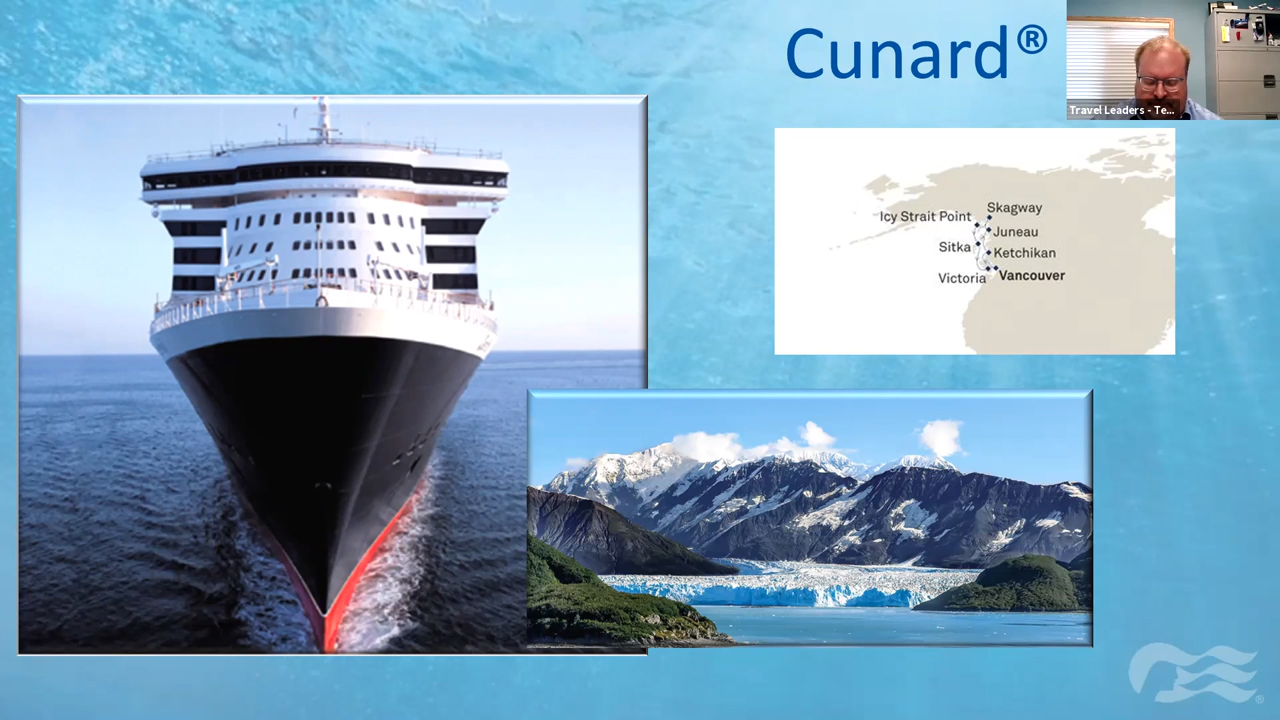 Cunard®
Travel Leaders - Te...
Skagway
Icy Strait Point
Juneau
Sitka
Ketchikan
Victoria
Vancouver
®